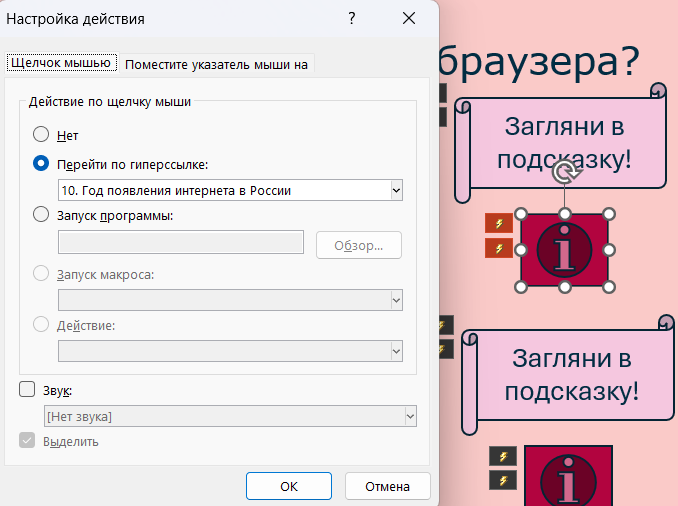 Настройка действия
?
Щелчок мышью
Поместите указатель мыши на
Действие по щелчку мыши
Нет
Перейти по гиперссылке:
10. Год появления интернета в России
Запуск программы:
Обзор...
Запуск макроса:
Действие:
Звук:
[Нет звука]
Выделить
ОК
Отмена
браузера?
Загляни в
подсказку!
i
Загляни в
подсказку!
i